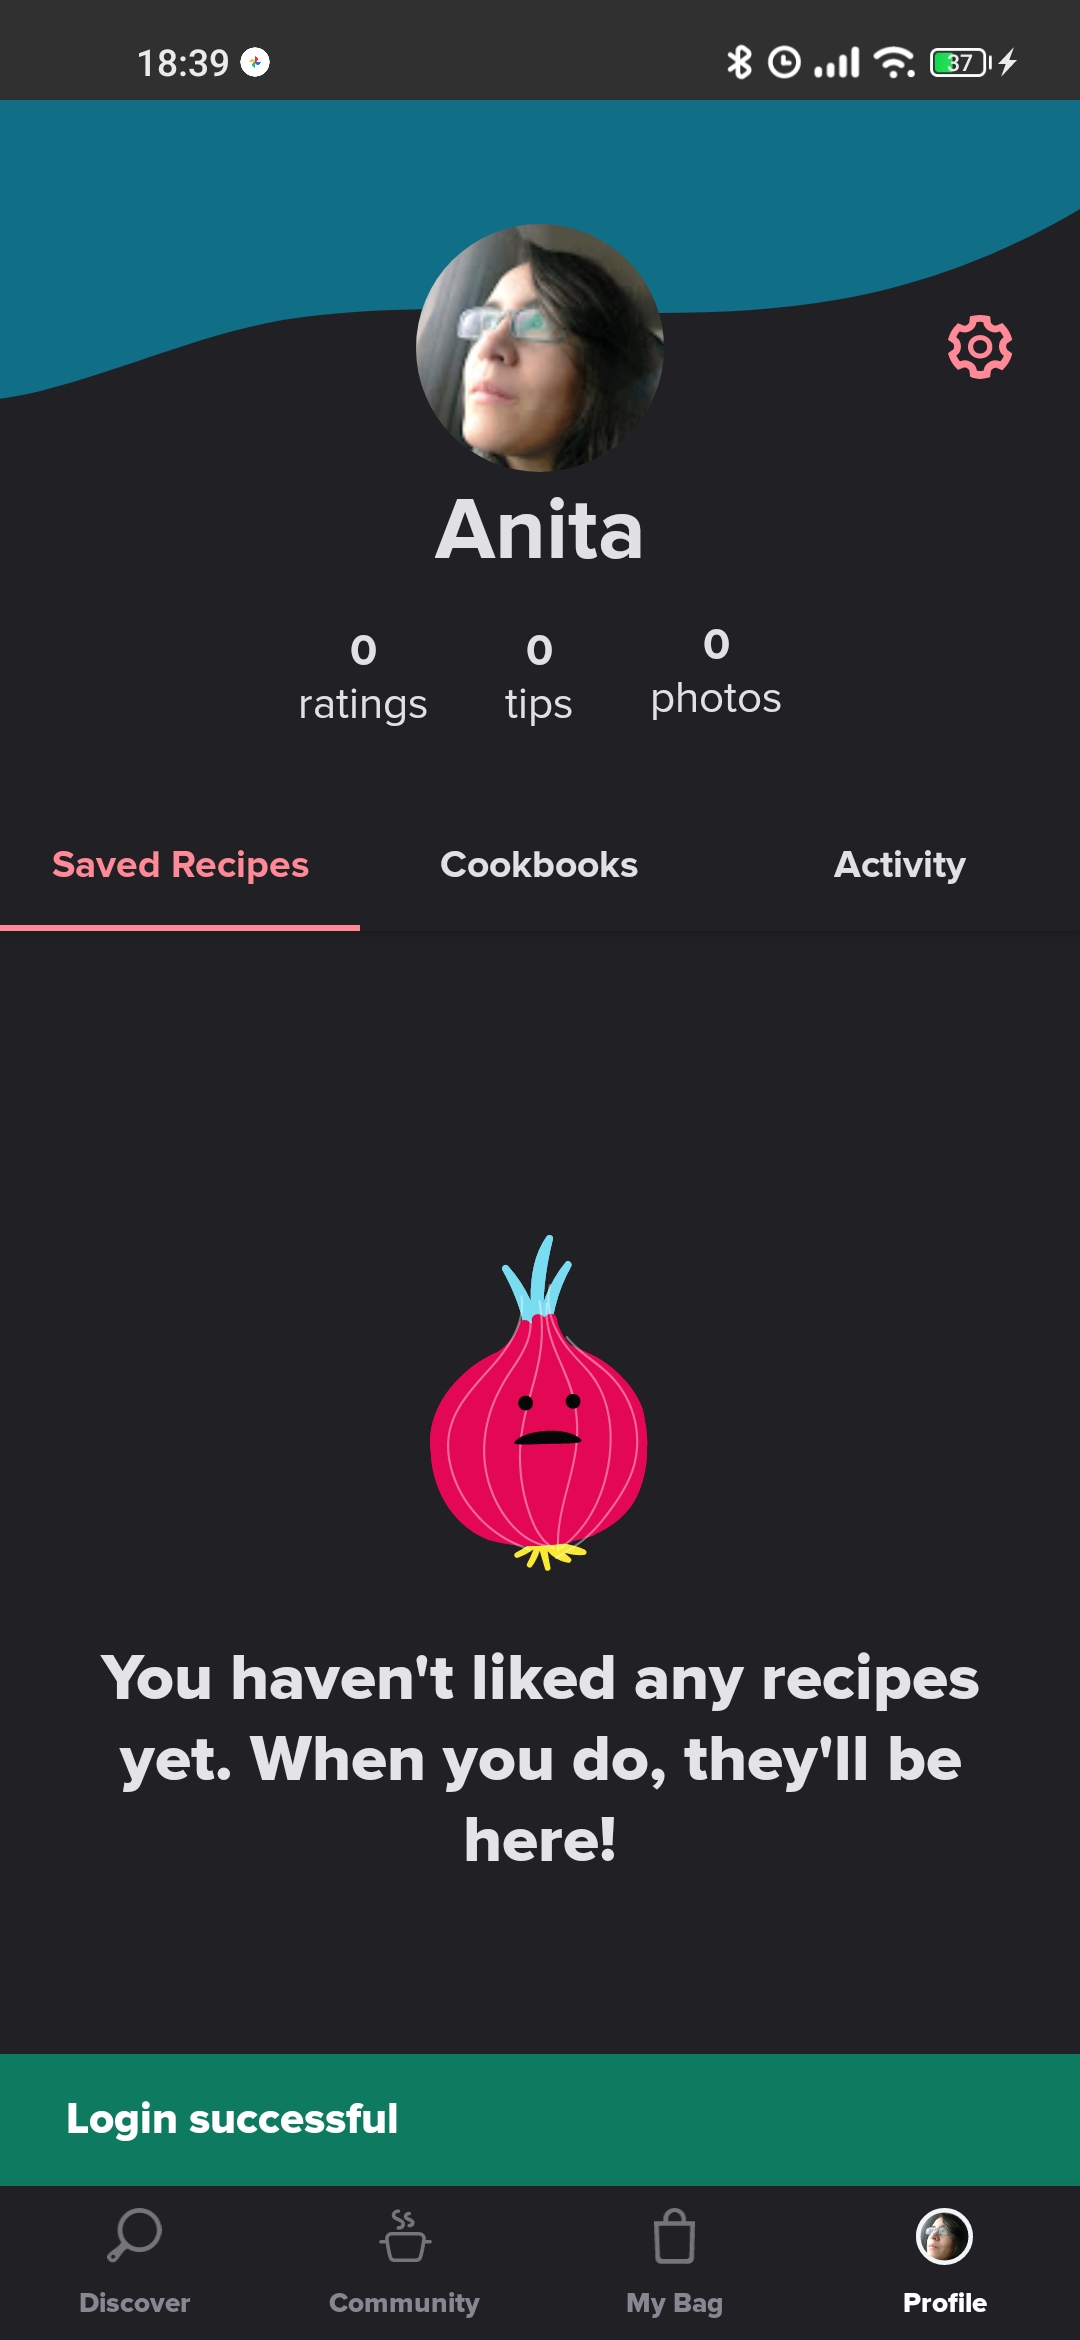 18:39
37
Anita
0
ratings
0
tips
0
photos
Saved Recipes
Cookbooks
Activity
You haven't liked any recipes
yet. When you do, they'll be
here!
Login successful
Discover
Community
My Bag
Profile